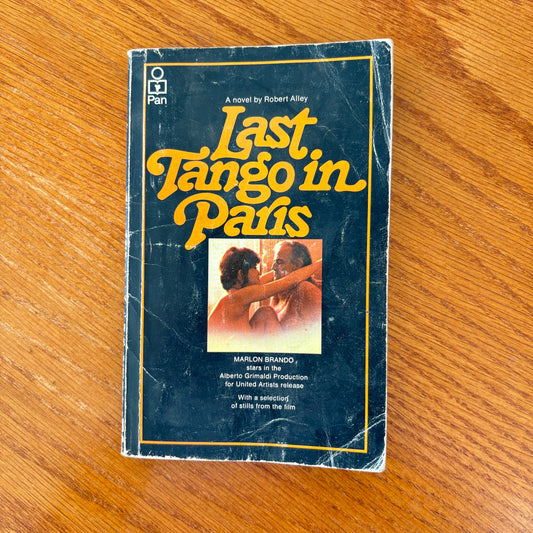 Pan
A novel by Robert Alley
Last
Tango in
Paris
MARLON BRANDO
stars in the
Alberto Grimaldi Production
for United Artists release
With a selection
of stills from the film